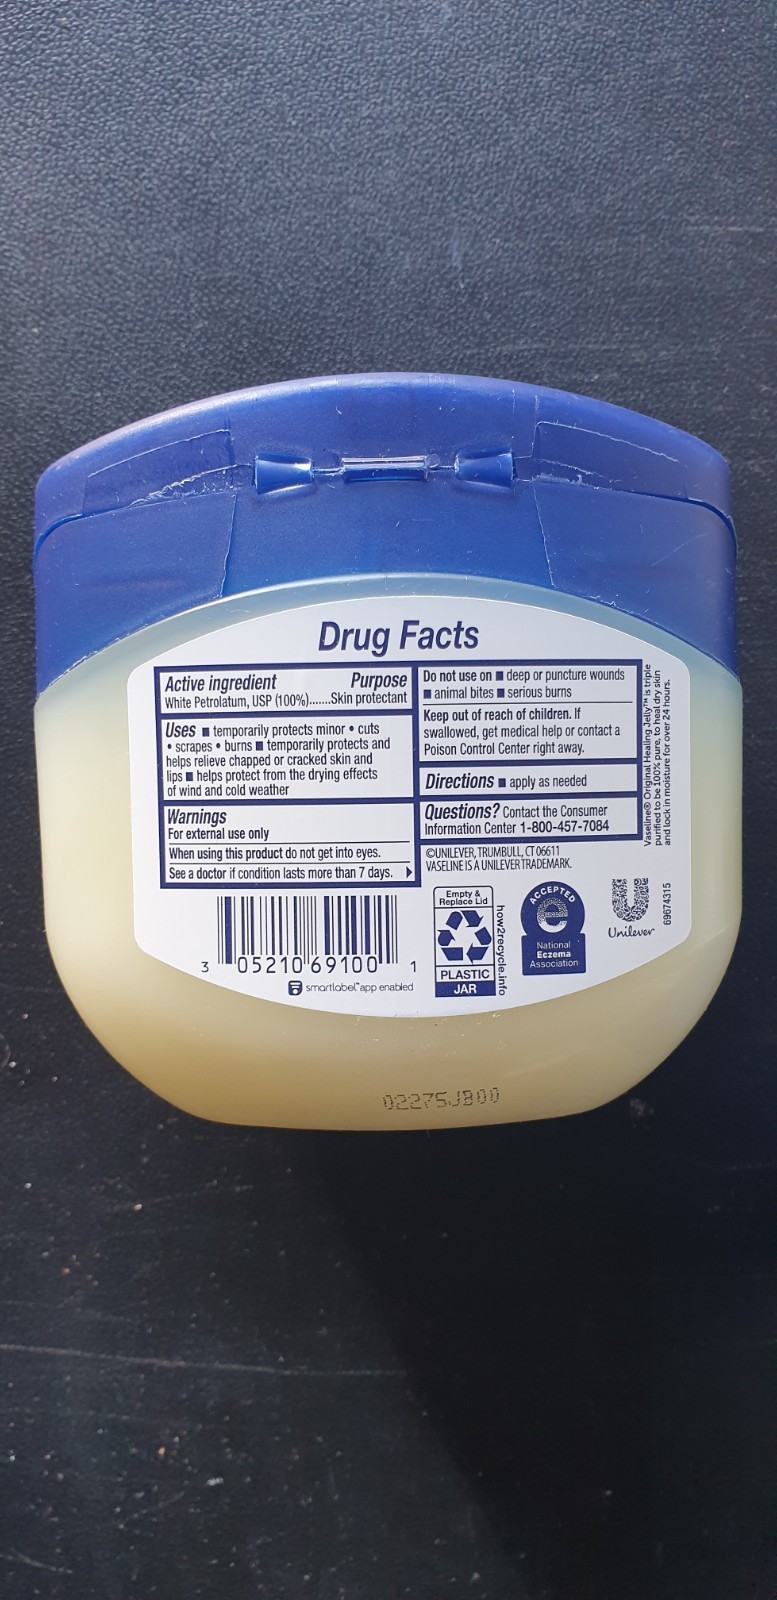 Drug Facts
Active ingredient Purpose
White Petrolatum, USP (100%).......Skin protectant
Uses ■ temporarily protects minor • cuts
• scrapes • burns ■ temporarily protects and
helps relieve chapped or cracked skin and
lips ■ helps protect from the drying effects
of wind and cold weather
Warnings
For external use only
When using this product do not get into eyes.
See a doctor if condition lasts more than 7 days.
Do not use on ■ deep or puncture wounds
■ animal bites ■ serious burns
Keep out of reach of children. If
swallowed, get medical help or contact a
Poison Control Center right away.
Directions ■ apply as needed
Questions? Contact the Consumer
Information Center 1-800-457-7084
©UNILEVER, TRUMBULL, CT 06611
VASELINE IS A UNILEVER TRADEMARK.
Vaseline® Original Healing Jelly™ is triple
purified to be 100% pure, to heal dry skin
and lock in moisture for over 24 hours.
3 05210 69100 1
smartlabel™ app enabled
Empty &
Replace Lid
PLASTIC
JAR
how2recycle.info
ACCEPTED
National
Eczema
Association
Unilever
69674315
02275JB00